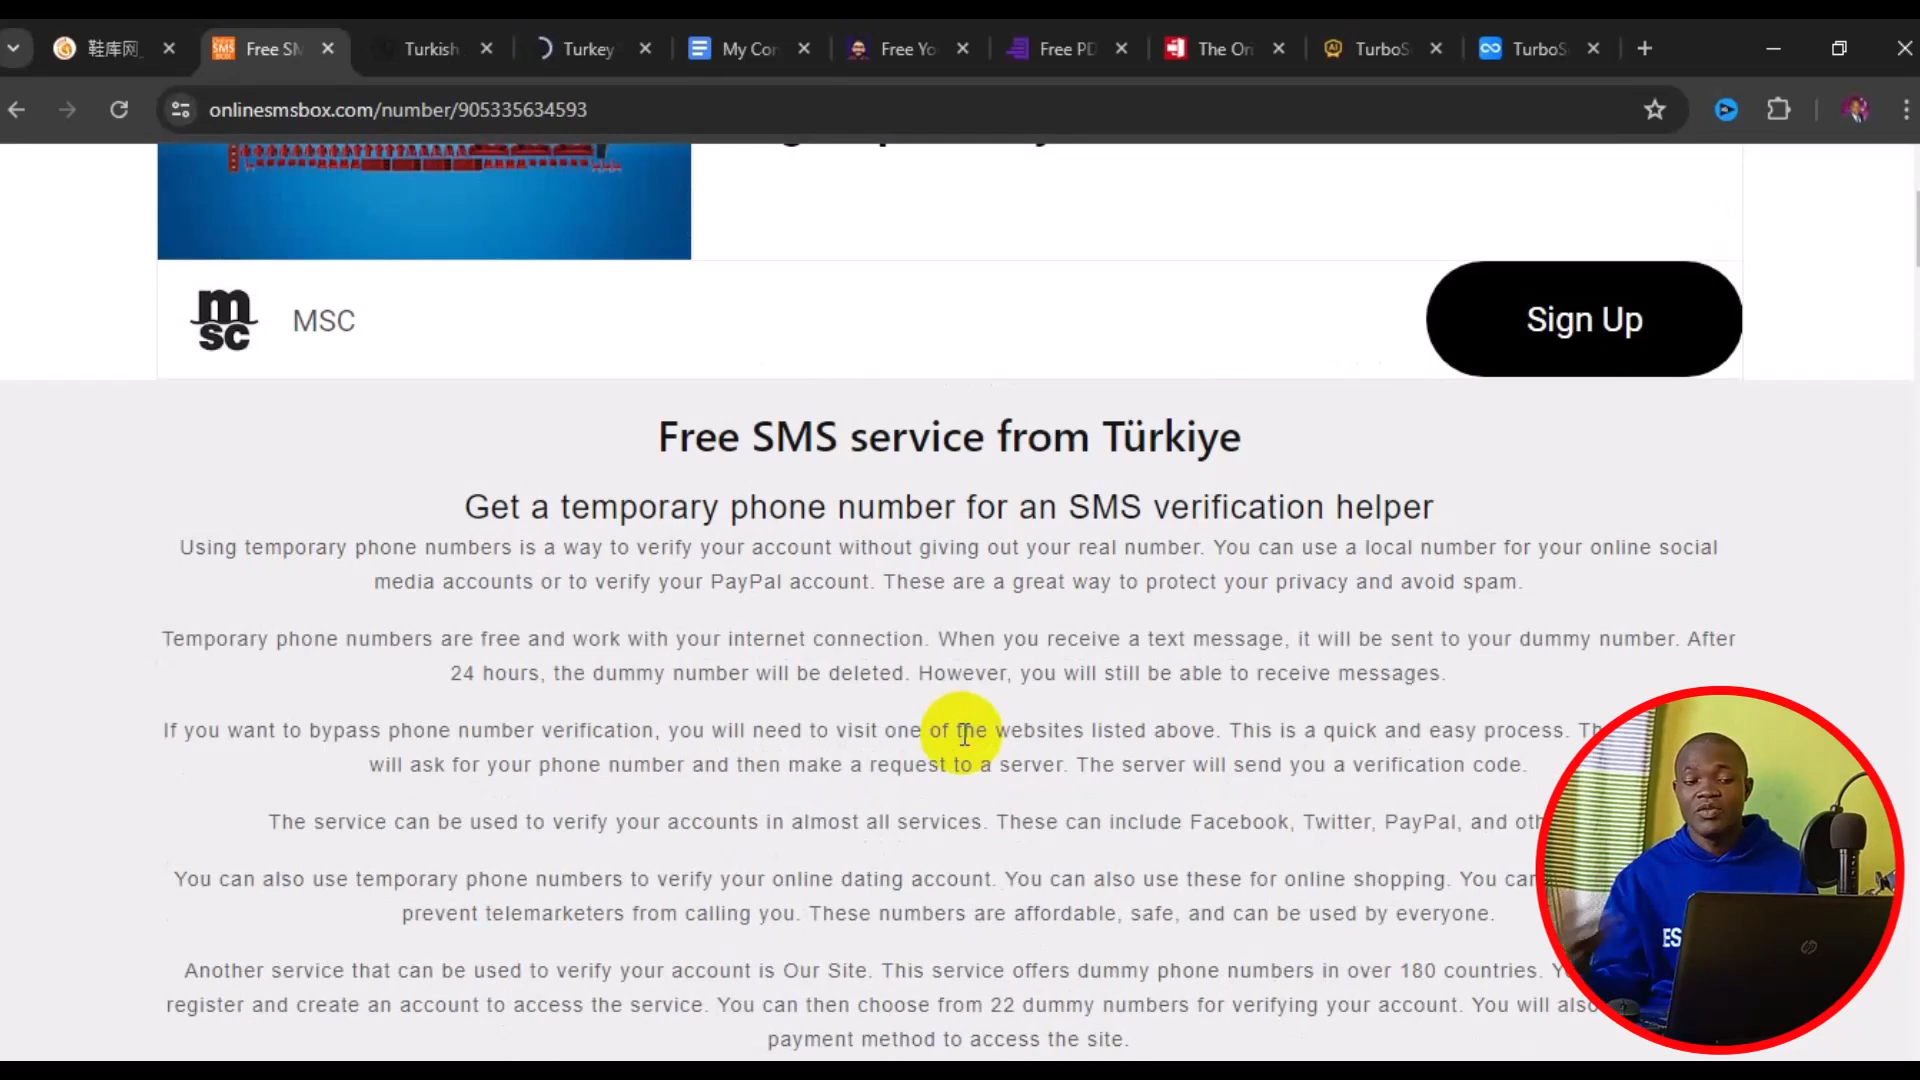 鞋库网 Free SM Turkish Turkey My Con Free Yo Free PD The On TurboS TurboS
onlinesmsbox.com/number/905335634593
msc MSC Sign Up
Free SMS service from Türkiye
Get a temporary phone number for an SMS verification helper
Using temporary phone numbers is a way to verify your account without giving out your real number. You can use a local number for your online social
media accounts or to verify your PayPal account. These are a great way to protect your privacy and avoid spam.
Temporary phone numbers are free and work with your internet connection. When you receive a text message, it will be sent to your dummy number. After
24 hours, the dummy number will be deleted. However, you will still be able to receive messages.
If you want to bypass phone number verification, you will need to visit one of the websites listed above. This is a quick and easy process. Th
will ask for your phone number and then make a request to a server. The server will send you a verification code.
The service can be used to verify your accounts in almost all services. These can include Facebook, Twitter, PayPal, and oth
You can also use temporary phone numbers to verify your online dating account. You can also use these for online shopping. You can
prevent telemarketers from calling you. These numbers are affordable, safe, and can be used by everyone.
Another service that can be used to verify your account is Our Site. This service offers dummy phone numbers in over 180 countries. Y
register and create an account to access the service. You can then choose from 22 dummy numbers for verifying your account. You will also
payment method to access the site.
ES
hp